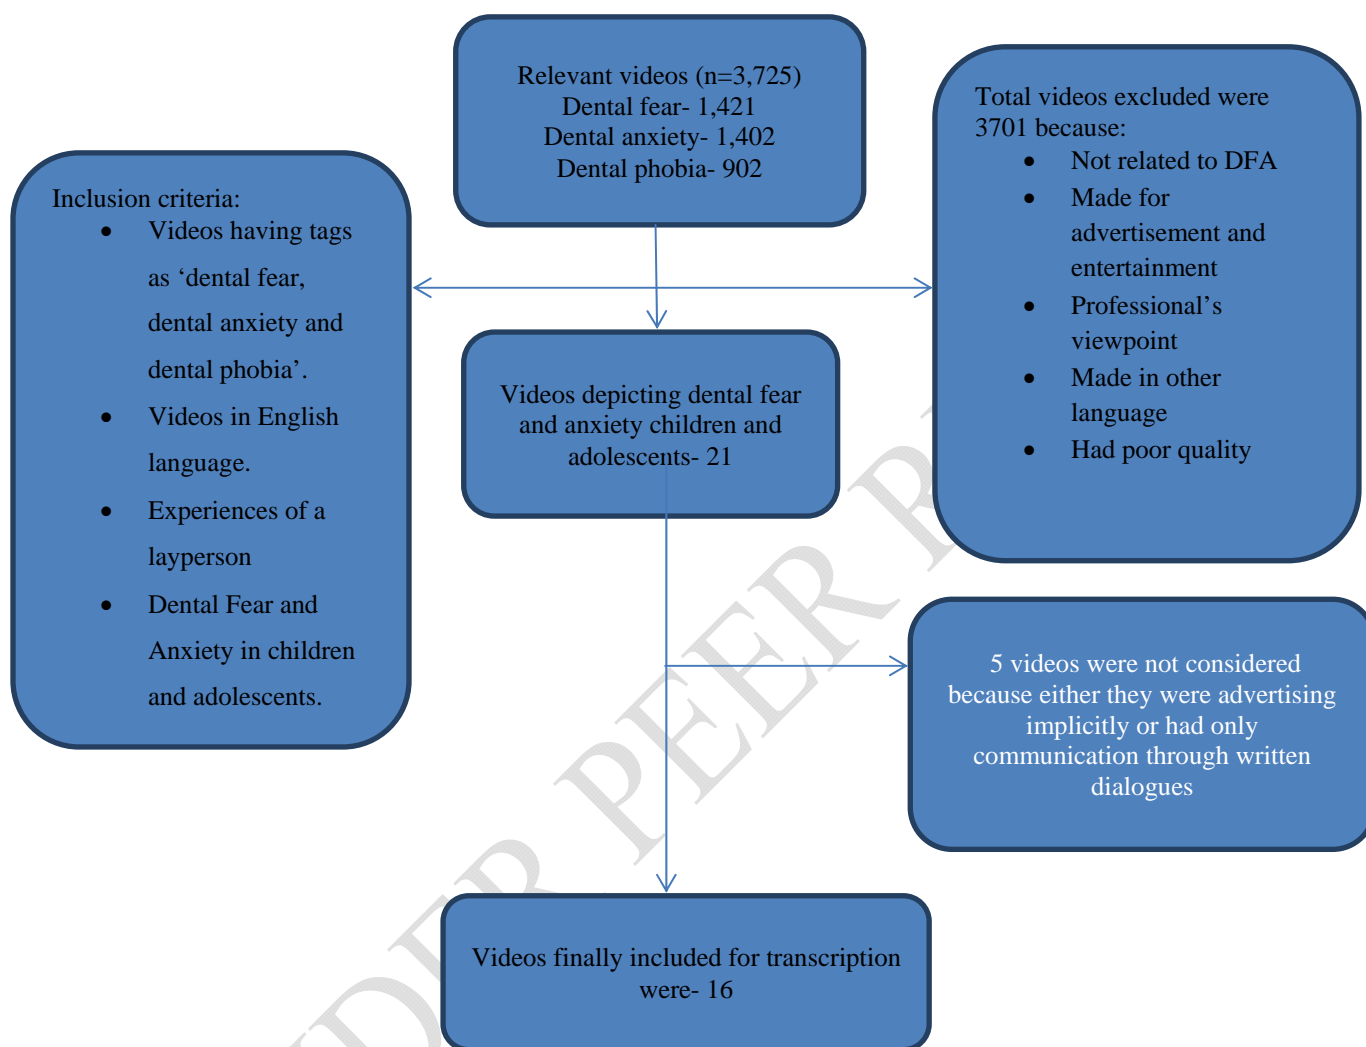 Relevant videos (n=3,725)
Dental fear- 1,421
Dental anxiety- 1,402
Dental phobia- 902
Inclusion criteria:
• Videos having tags
as ‘dental fear,
dental anxiety and
dental phobia’.
• Videos in English
language.
• Experiences of a
layperson
• Dental Fear and
Anxiety in children
and adolescents.
Total videos excluded were
3701 because:
• Not related to DFA
• Made for
advertisement and
entertainment
• Professional’s
viewpoint
• Made in other
language
• Had poor quality
Videos depicting dental fear
and anxiety children and
adolescents- 21
5 videos were not considered
because either they were advertising
implicitly or had only
communication through written
dialogues
Videos finally included for transcription
were- 16
DER PEER R